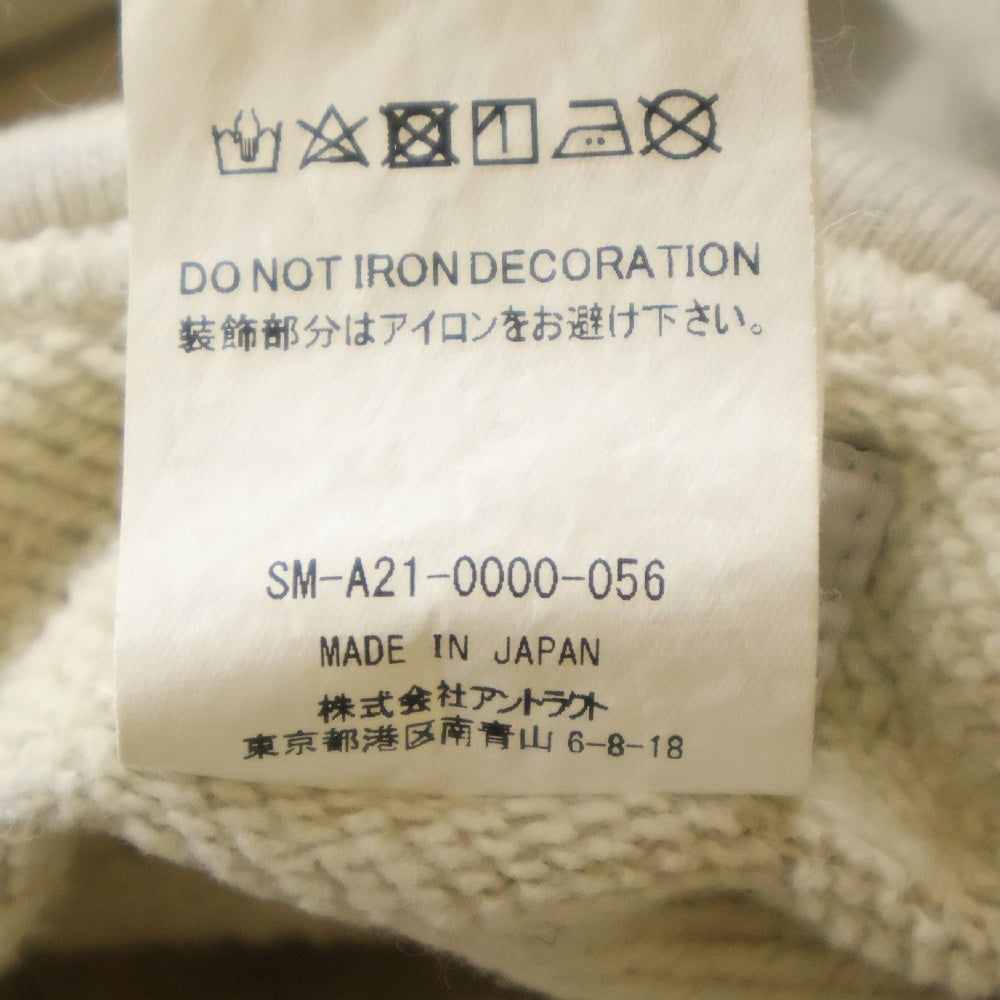 DO NOT IRON DECORATION
装飾部分はアイロンをお避け下さい。
SM-A21-0000-056
MADE IN JAPAN
株式会社アントラクト
東京都港区南青山 6-8-18